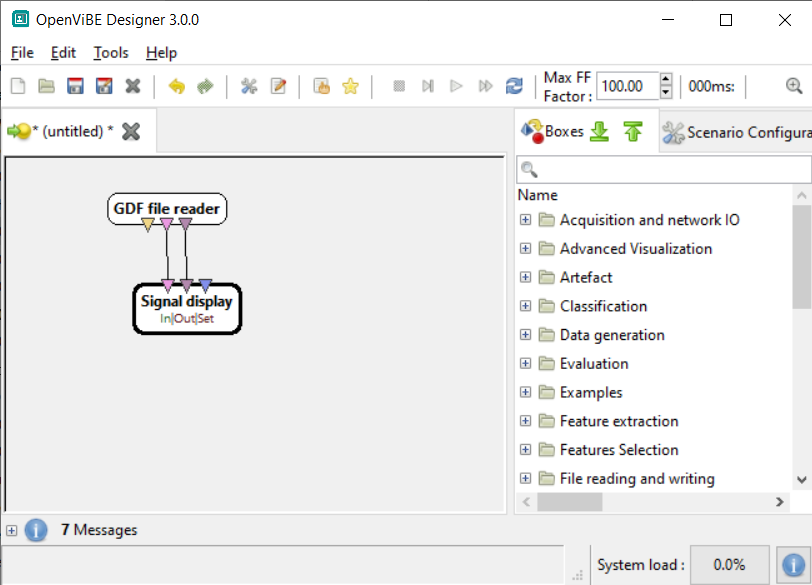 OpenViBE Designer 3.0.0
File Edit Tools Help
Max FF
Factor :
100.00
000ms:
* (untitled) *
Boxes
Scenario Configura
GDF file reader
Signal display
In|Out|Set
Name
Acquisition and network IO
Advanced Visualization
Artefact
Classification
Data generation
Evaluation
Examples
Feature extraction
Features Selection
File reading and writing
7 Messages
System load :
0.0%